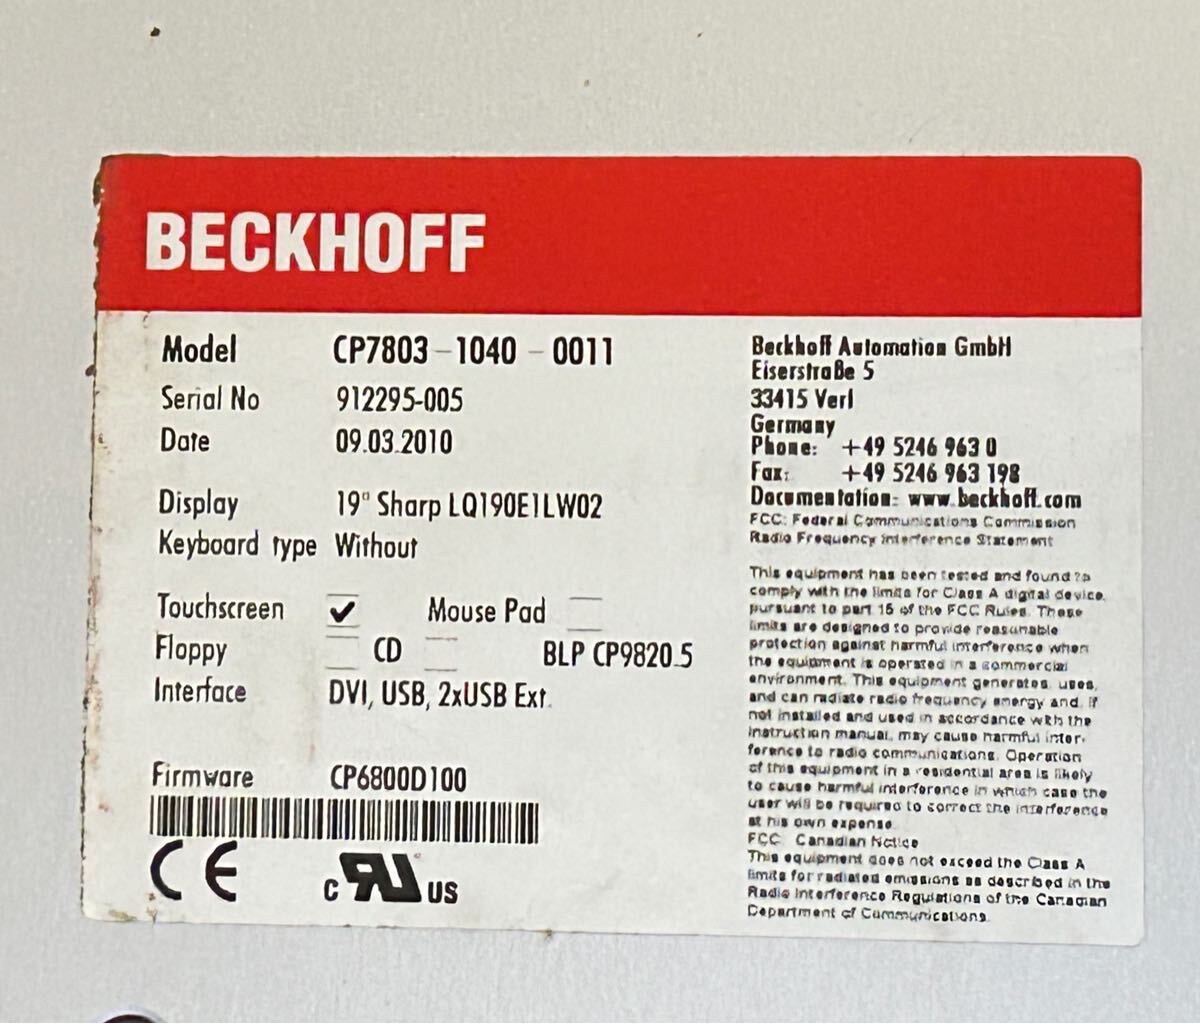 BECKHOFF
Model CP7803-1040-0011
Serial No 912295-005
Date 09.03.2010
Display 19" Sharp LQ190E1LW02
Keyboard type Without
Touchscreen ✓ Mouse Pad
Floppy CD BLP CP9820.5
Interface DVI, USB, 2xUSB Ext.
Firmware CP6800D100
CE
C RU US
Beckhoff Automation GmbH
Eiserstraße 5
33415 Verl
Germany
Phone: +49 5246 963 0
Fax: +49 5246 963 198
Documentation: www.beckhoff.com
FCC: Federal Communications Commission
Radio Frequency Interference Statement
This equipment has been tested and found to
comply with the limits for Class A digital device,
pursuant to part 15 of the FCC Rules. These
limits are designed to provide reasonable
protection against harmful interference when
the equipment is operated in a commercial
environment. This equipment generates, uses,
and can radiate radio frequency energy and, if
not installed and used in accordance with the
instruction manual, may cause harmful inter-
ference to radio communications. Operation
of this equipment in a residential area is likely
to cause harmful interference in which case the
user will be required to correct the interference
at his own expense.
FCC: Canadian Notice
This equipment does not exceed the Class A
limits for radiated emissions as described in the
Radio Interference Regulations of the Canadian
Department of Communications.